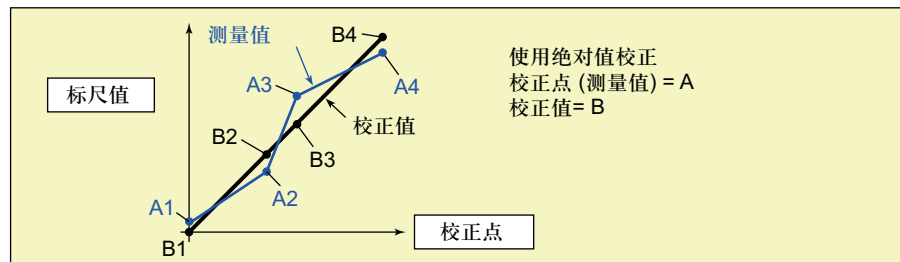 测量值
B4
标尺值
A3
A4
校正值
B2
B3
A1
A2
B1
校正点
使用绝对值校正
校正点 (测量值) = A
校正值= B